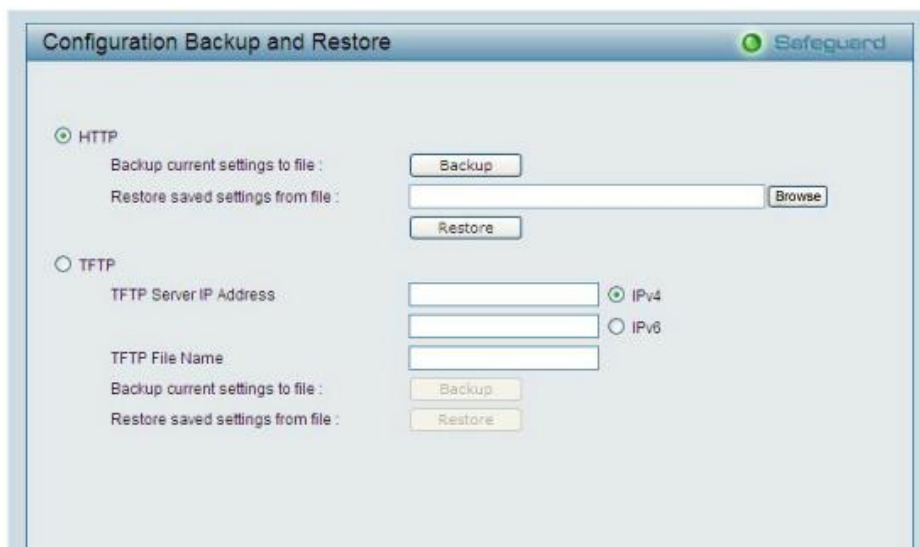 Configuration Backup and Restore Safeguard
HTTP
Backup current settings to file : Backup
Restore saved settings from file : Browse
Restore
TFTP
TFTP Server IP Address IPv4
IPv6
TFTP File Name
Backup current settings to file : Backup
Restore saved settings from file : Restore